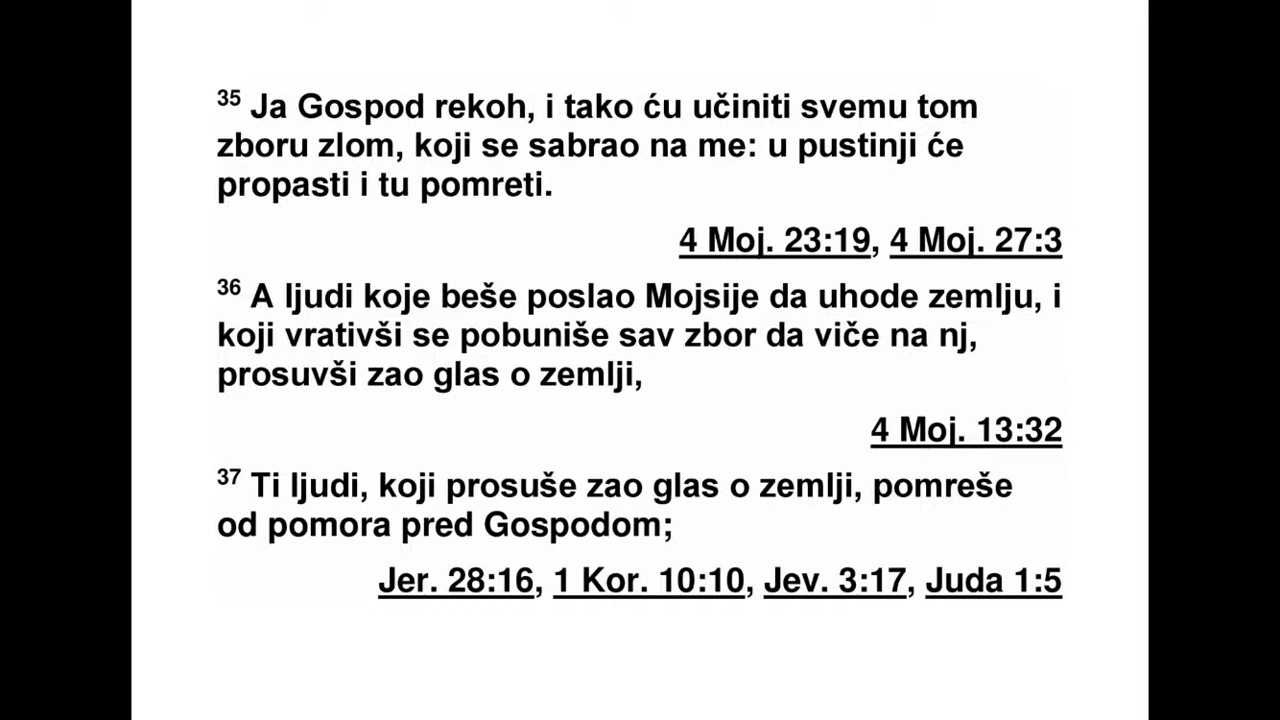 35 Ja Gospod rekoh, i tako ću učiniti svemu tom
zboru zlom, koji se sabrao na me: u pustinji će
propasti i tu pomreti.
4 Moj. 23:19, 4 Moj. 27:3
36 A ljudi koje beše poslao Mojsije da uhode zemlju, i
koji vrativši se pobuniše sav zbor da viče na nj,
prosuvši zao glas o zemlji,
4 Moj. 13:32
37 Ti ljudi, koji prosuše zao glas o zemlji, pomreše
od pomora pred Gospodom;
Jer. 28:16, 1 Kor. 10:10, Jev. 3:17, Juda 1:5